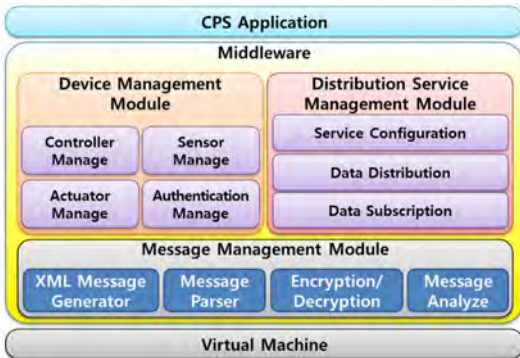 CPS Application
Middleware
Device Management
Module
Controller
Manage
Sensor
Manage
Actuator
Manage
Authentication
Manage
Distribution Service
Management Module
Service Configuration
Data Distribution
Data Subscription
Message Management Module
XML Message
Generator
Message
Parser
Encryption/
Decryption
Message
Analyze
Virtual Machine